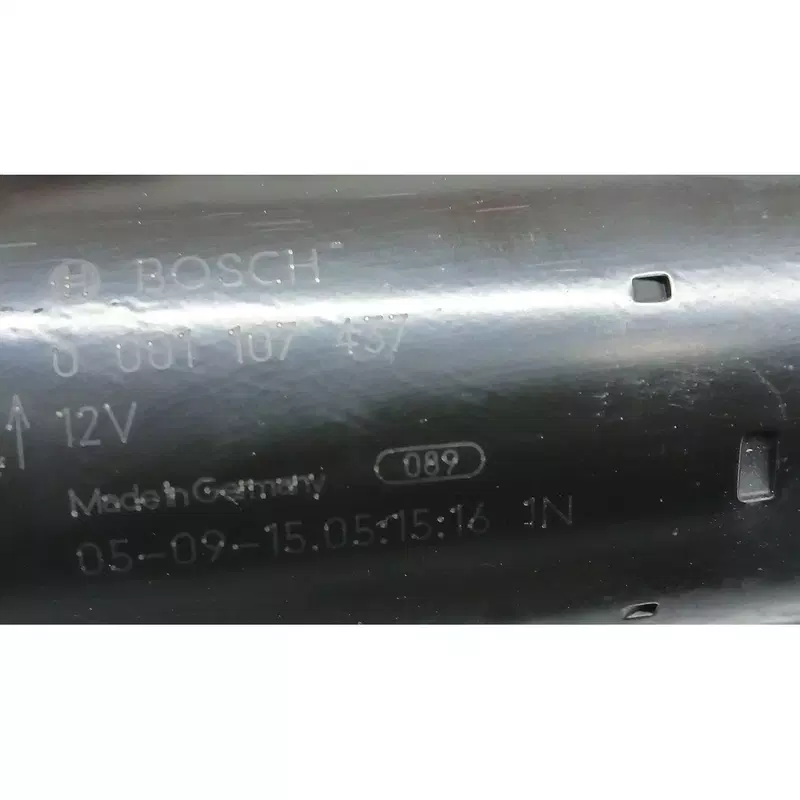 BOSCH
0 001 107 437
12V
089
Made in Germany
05-09-15.05:15:16 1N